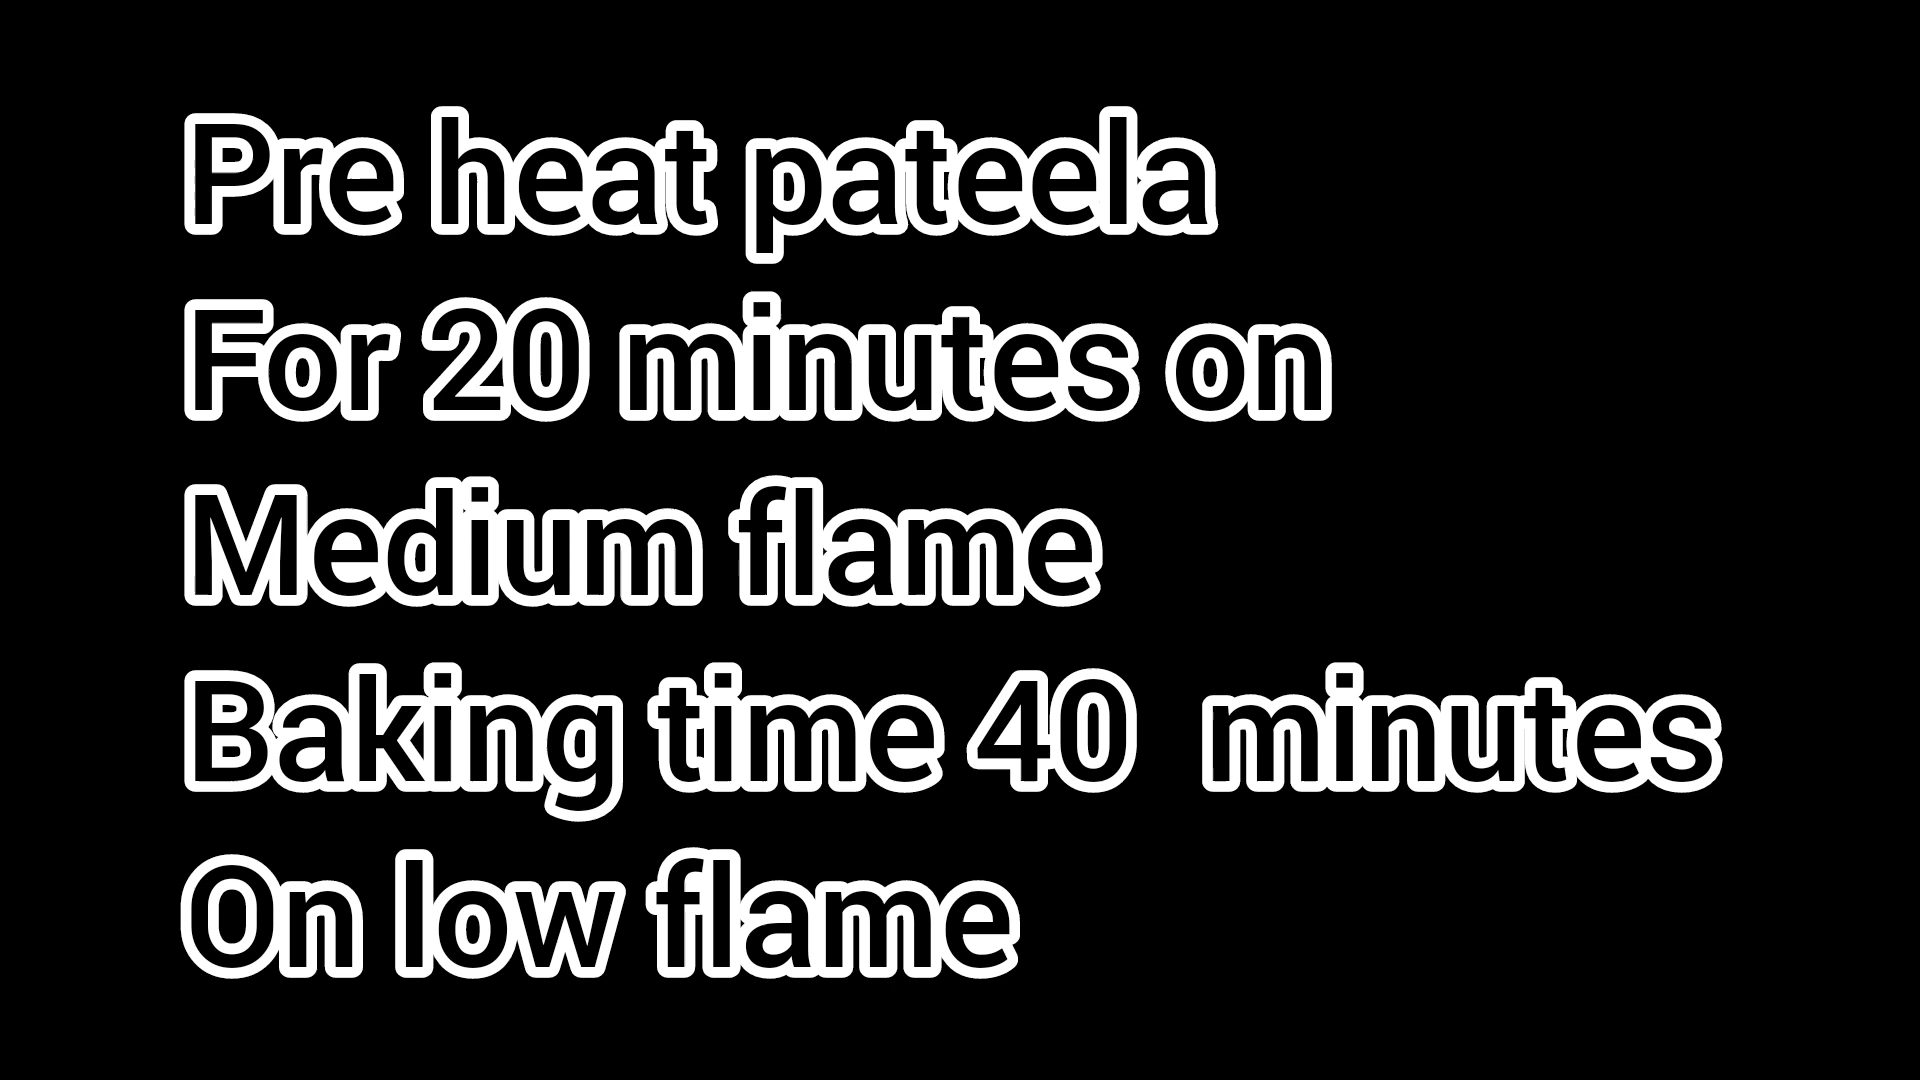 Pre heat pateela
For 20 minutes on
Medium flame
Baking time 40  minutes
On low flame